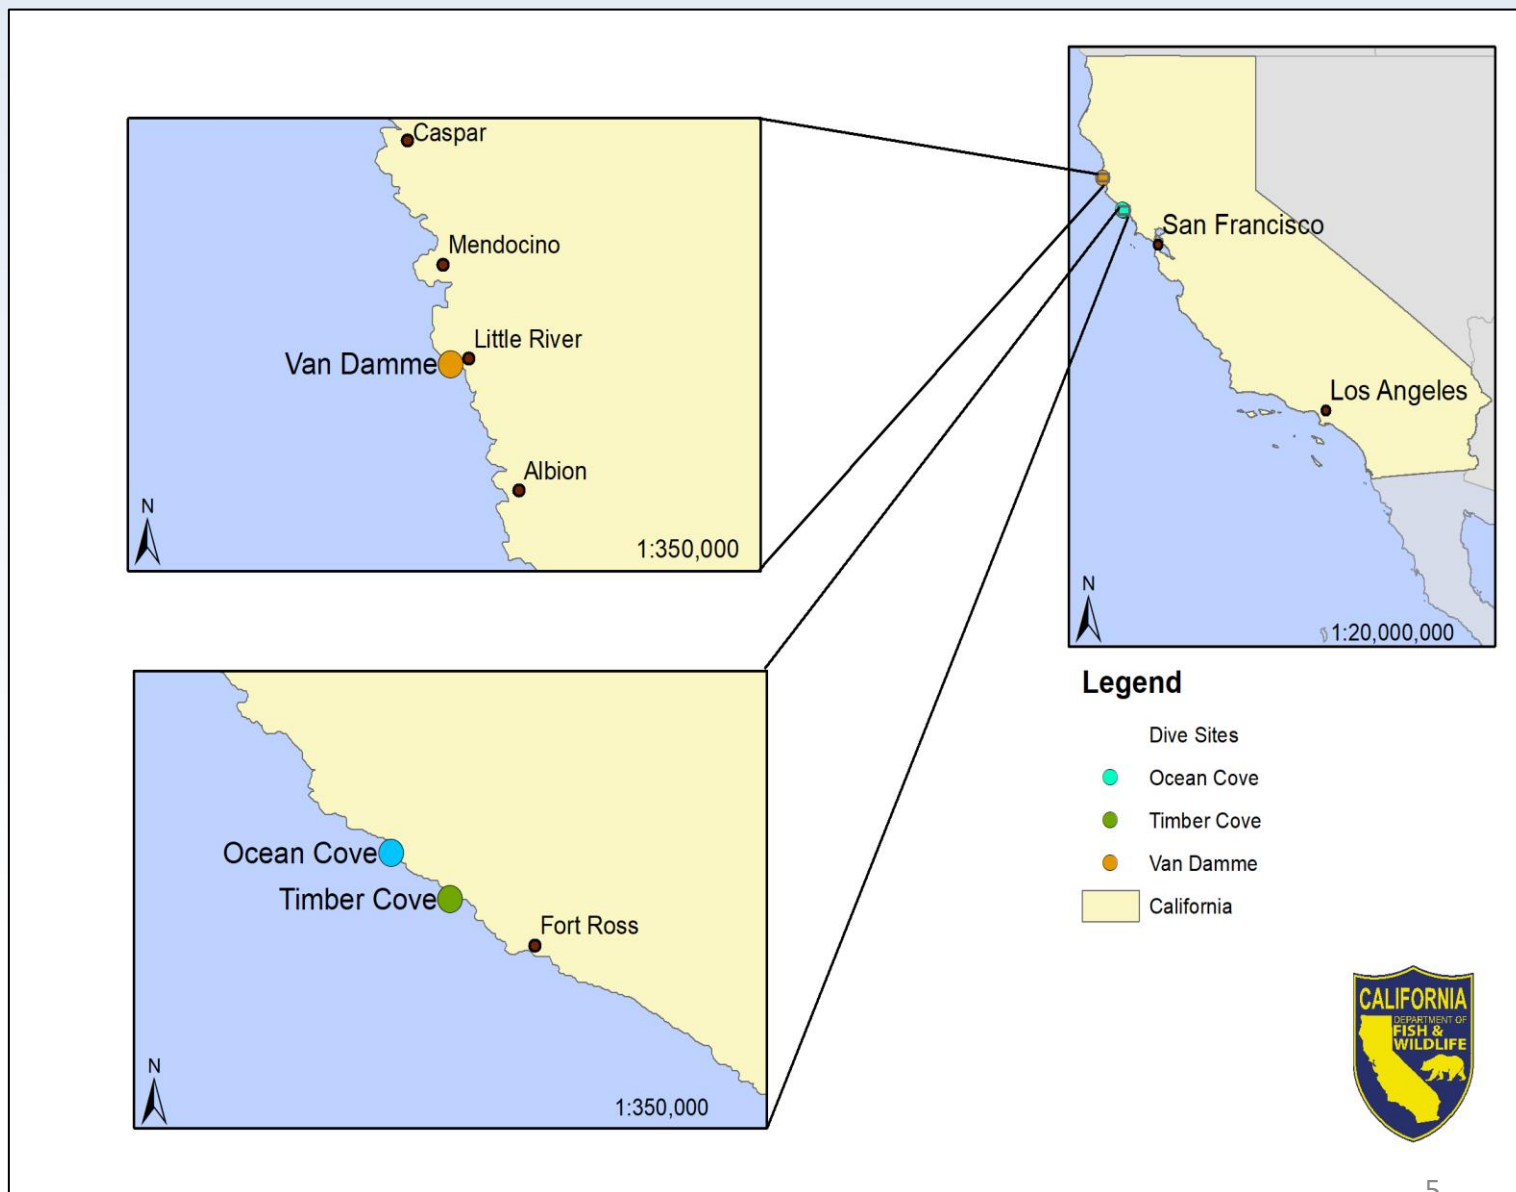 Caspar
Mendocino
Little River
Van Damme
Albion
N
1:350,000
San Francisco
Los Angeles
N
1:20,000,000
Ocean Cove
Timber Cove
Fort Ross
N
1:350,000
Legend
Dive Sites
Ocean Cove
Timber Cove
Van Damme
California
CALIFORNIA
DEPARTMENT OF
FISH &
WILDLIFE
5